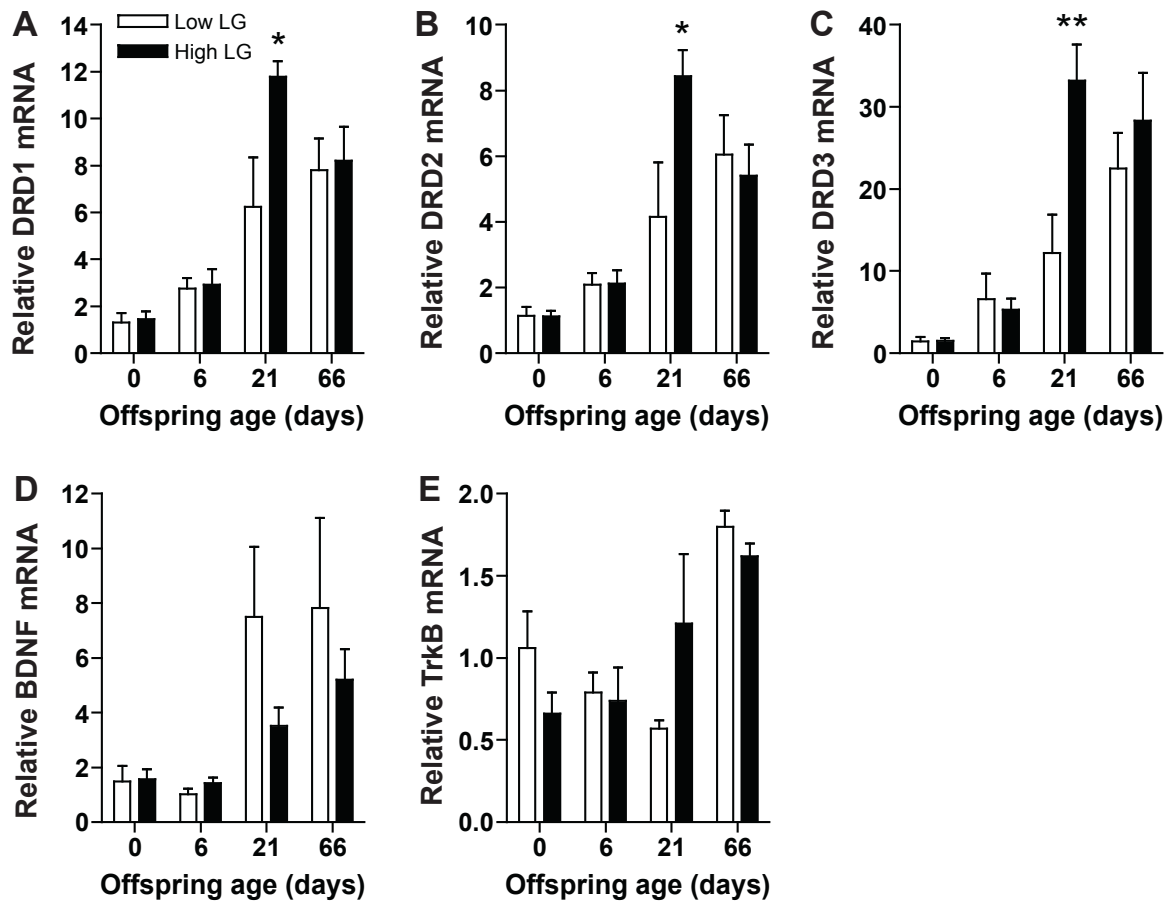 A
Low LG
High LG
*
Relative DRD1 mRNA
14
12
10
8
6
4
2
0
0 6 21 66
Offspring age (days)
B
*
Relative DRD2 mRNA
10
8
6
4
2
0
0 6 21 66
Offspring age (days)
C
**
Relative DRD3 mRNA
40
30
20
10
0
0 6 21 66
Offspring age (days)
D
Relative BDNF mRNA
12
10
8
6
4
2
0
0 6 21 66
Offspring age (days)
E
Relative TrkB mRNA
2.0
1.5
1.0
0.5
0.0
0 6 21 66
Offspring age (days)